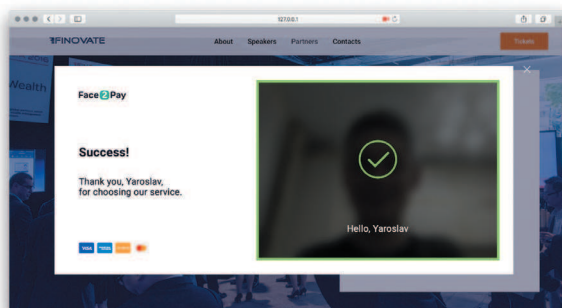 127.0.0.1
FINOVATE
About Speakers Partners Contacts
Tickets
Wealth
Face2Pay
Success!
Thank you, Yaroslav,
for choosing our service.
Hello, Yaroslav
VISA